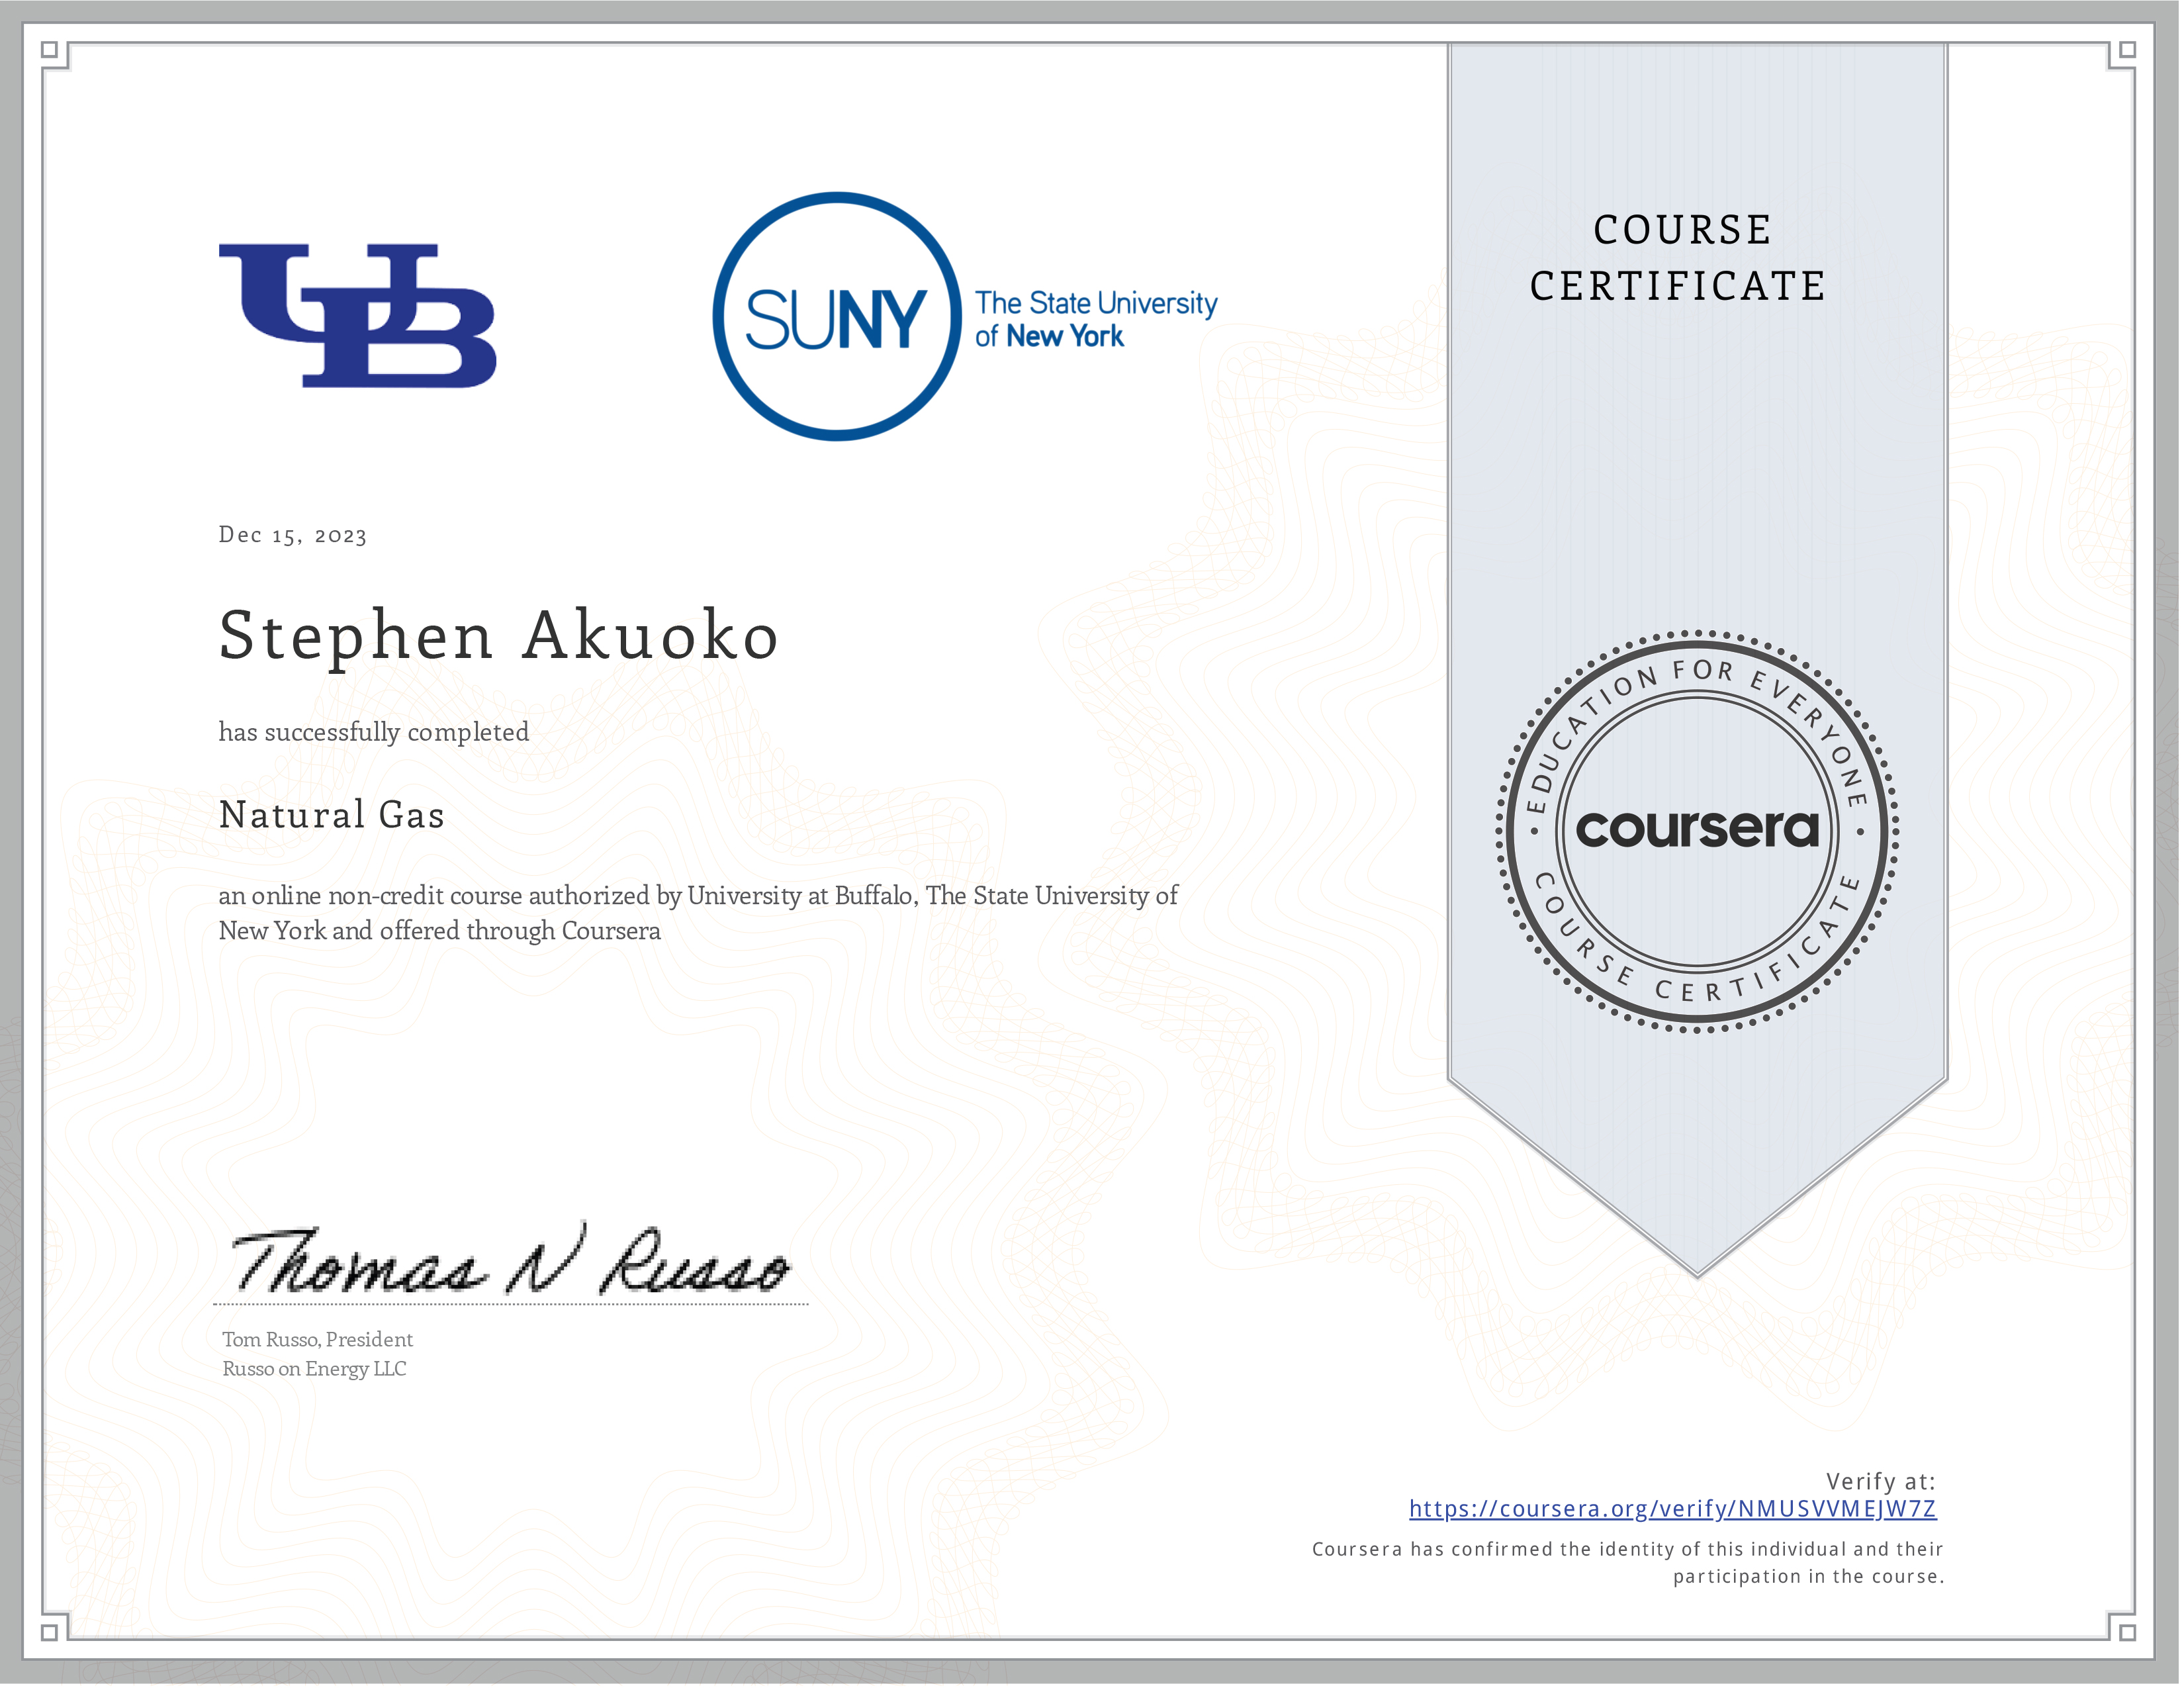 UB
SUNY
The State University
of New York
COURSE
CERTIFICATE
Dec 15, 2023
Stephen Akuoko
has successfully completed
Natural Gas
an online non-credit course authorized by University at Buffalo, The State University of
New York and offered through Coursera
EDUCATION FOR EVERYONE
coursera
COURSE CERTIFICATE
Thomas N Russo
Tom Russo, President
Russo on Energy LLC
Verify at:
https://coursera.org/verify/NMUSVVMEJW7Z
Coursera has confirmed the identity of this individual and their
participation in the course.